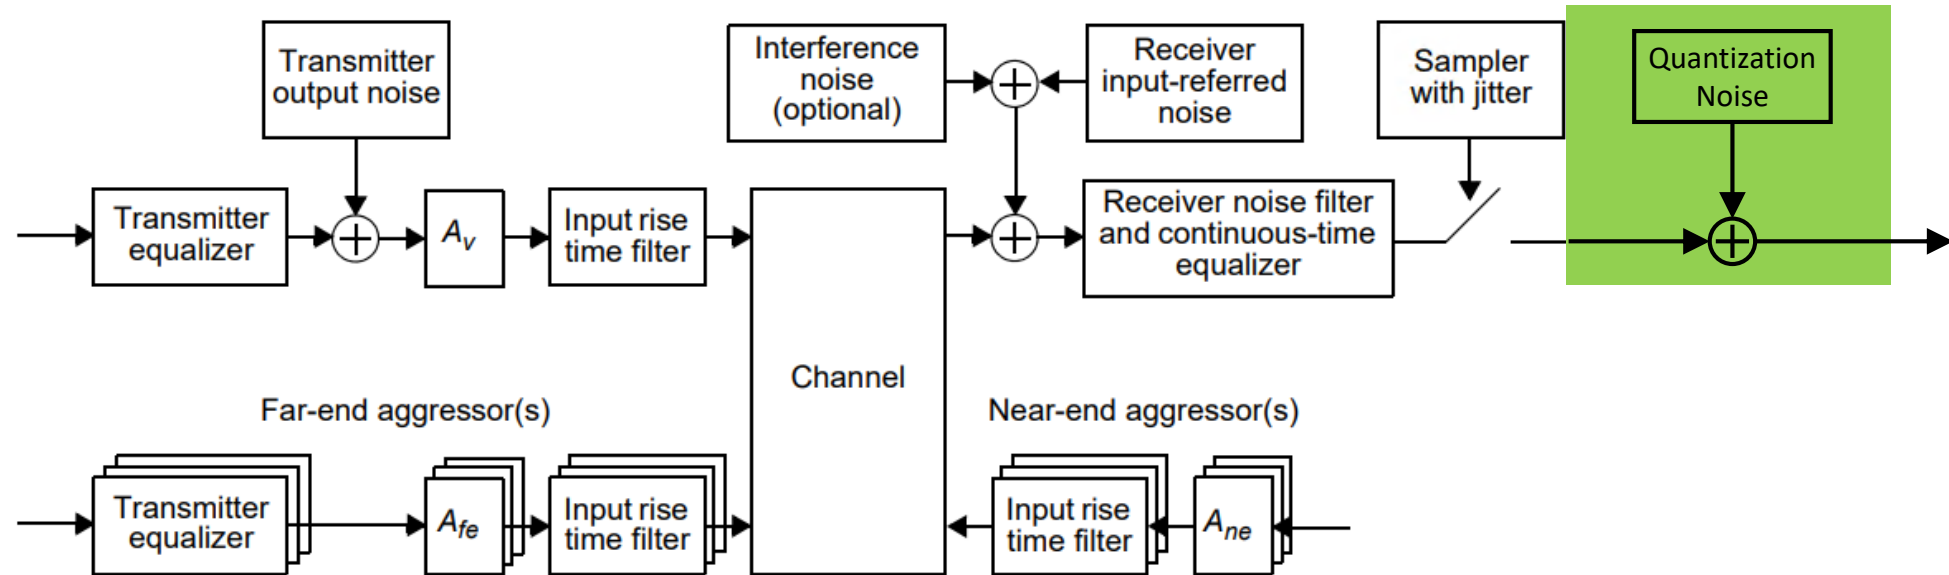 Transmitter
output noise
Interference
noise
(optional)
Receiver
input-referred
noise
Sampler
with jitter
Quantization
Noise
Transmitter
equalizer
Av
Input rise
time filter
Receiver noise filter
and continuous-time
equalizer
Channel
Far-end aggressor(s)
Near-end aggressor(s)
Transmitter
equalizer
Afe
Input rise
time filter
Input rise
time filter
Ane